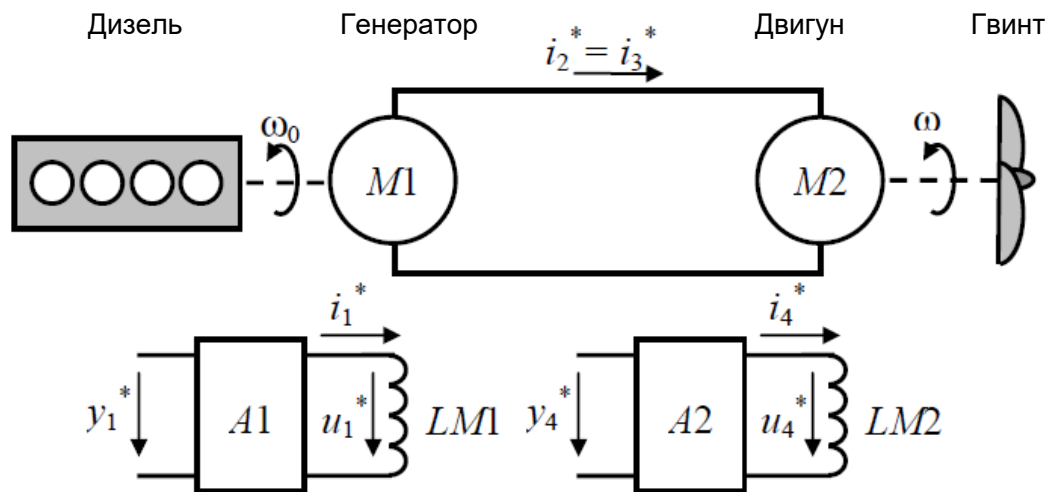 Дизель Генератор Двигун Гвинт
i₂* = i₃*
ω₀ ω
M1 M2
i₁* i₄*
y₁* A1 u₁* LM1 y₄* A2 u₄* LM2